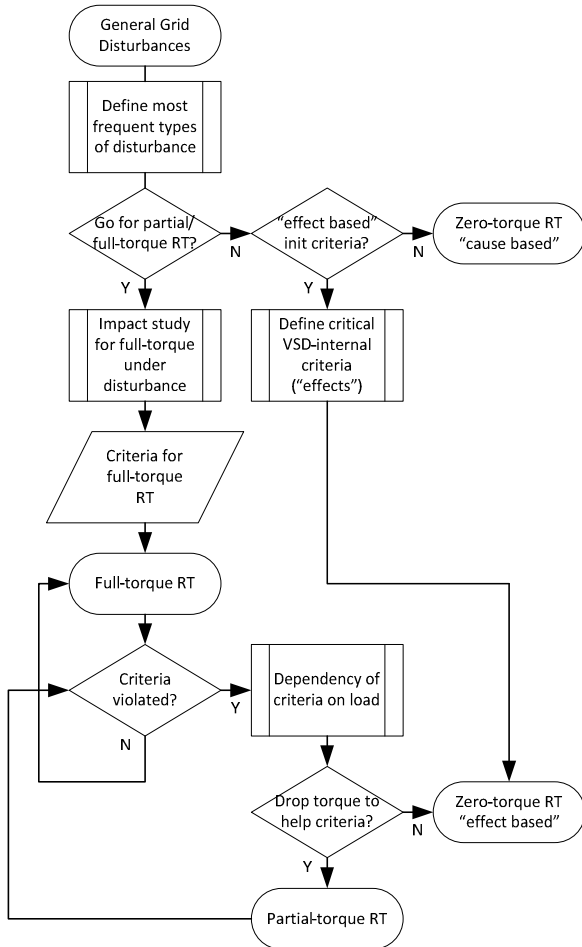 General Grid
Disturbances
Define most
frequent types
of disturbance
Go for partial/
full-torque RT?
N
“effect based”
init criteria?
N
Zero-torque RT
“cause based”
Y
Y
Impact study
for full-torque
under
disturbance
Define critical
VSD-internal
criteria
(“effects”)
Criteria for
full-torque
RT
Full-torque RT
Criteria
violated?
Y
N
Dependency of
criteria on load
Drop torque to
help criteria?
N
Zero-torque RT
“effect based”
Y
Partial-torque RT